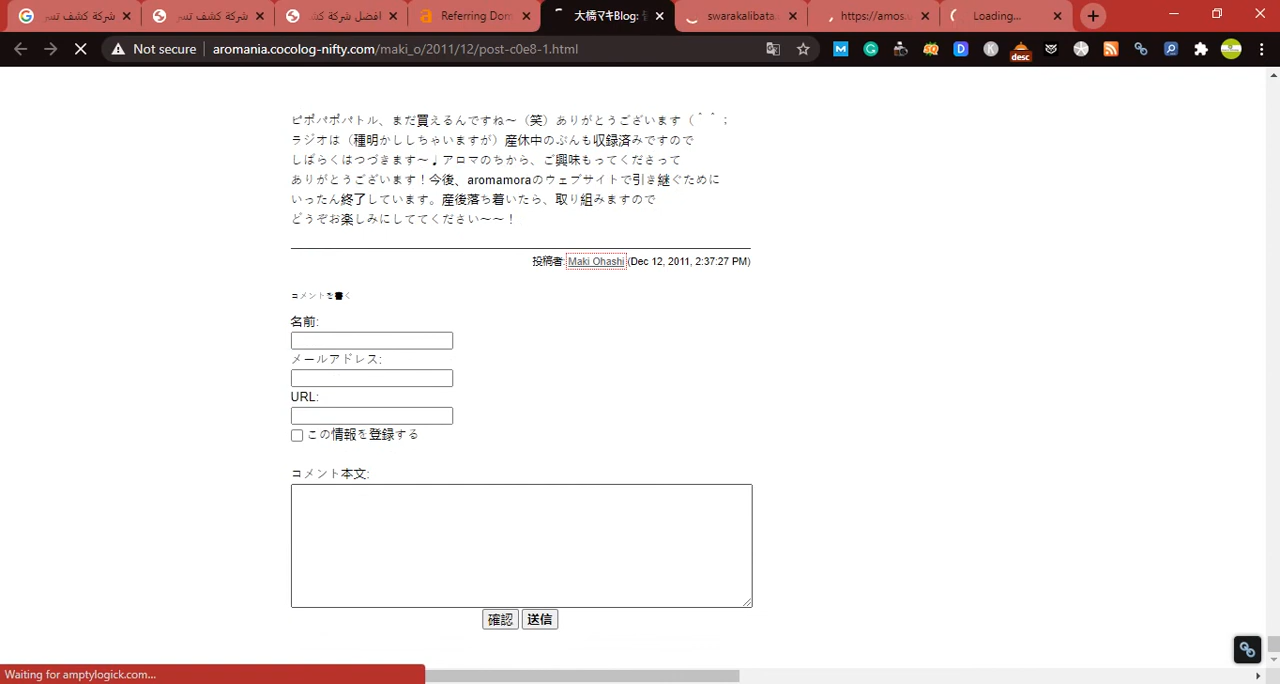 شركة كشف تسر
شركة كشف تسر
افضل شركة كش
Referring Dom
大橋マキBlog:
swarakalibata.
https://amos.u
Loading...
Not secure
aromania.cocolog-nifty.com/maki_o/2011/12/post-c0e8-1.html
desc
ピポパポパトル、まだ買えるんですね～（笑）ありがとうございます（＾＾；
ラジオは（種明かししちゃいますが）産休中のぶんも収録済みですので
しばらくはつづきます～♩アロマのちから、ご興味もってくださって
ありがとうございます！今後、aromamoraのウェブサイトで引き継ぐために
いったん終了しています。産後落ち着いたら、取り組みますので
どうぞお楽しみにしててください～～！
投稿者: Maki Ohashi (Dec 12, 2011, 2:37:27 PM)
コメントを書く
名前:
メールアドレス:
URL:
この情報を登録する
コメント本文:
確認 送信
Waiting for amptylogick.com...